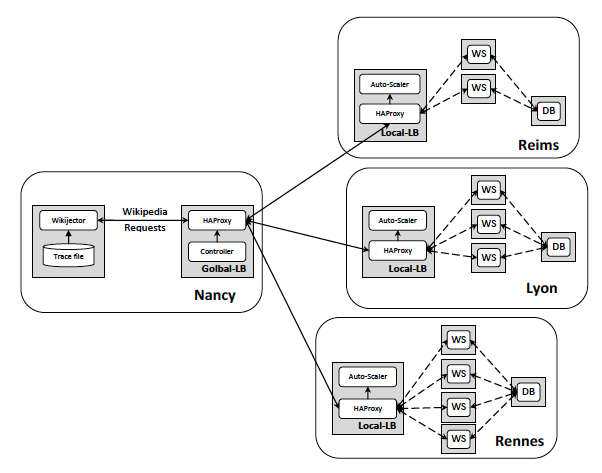 WS
Auto-Scaler
WS
HAProxy
DB
Local-LB
Reims
Wikijector
Wikipedia
Requests
HAProxy
Trace file
Controller
Golbal-LB
Nancy
WS
Auto-Scaler
WS
HAProxy
DB
WS
Local-LB
Lyon
WS
Auto-Scaler
WS
DB
HAProxy
WS
Local-LB
WS
Rennes